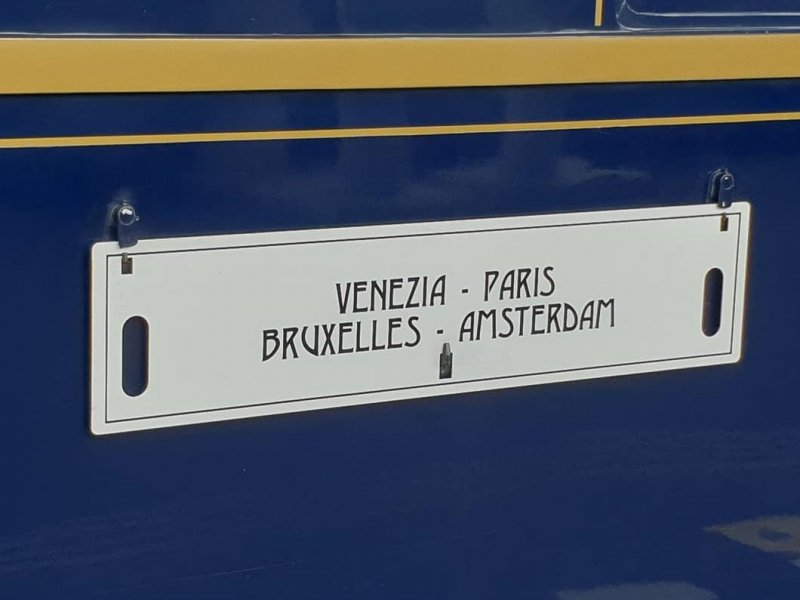 VENEZIA - PARIS
BRUXELLES - AMSTERDAM